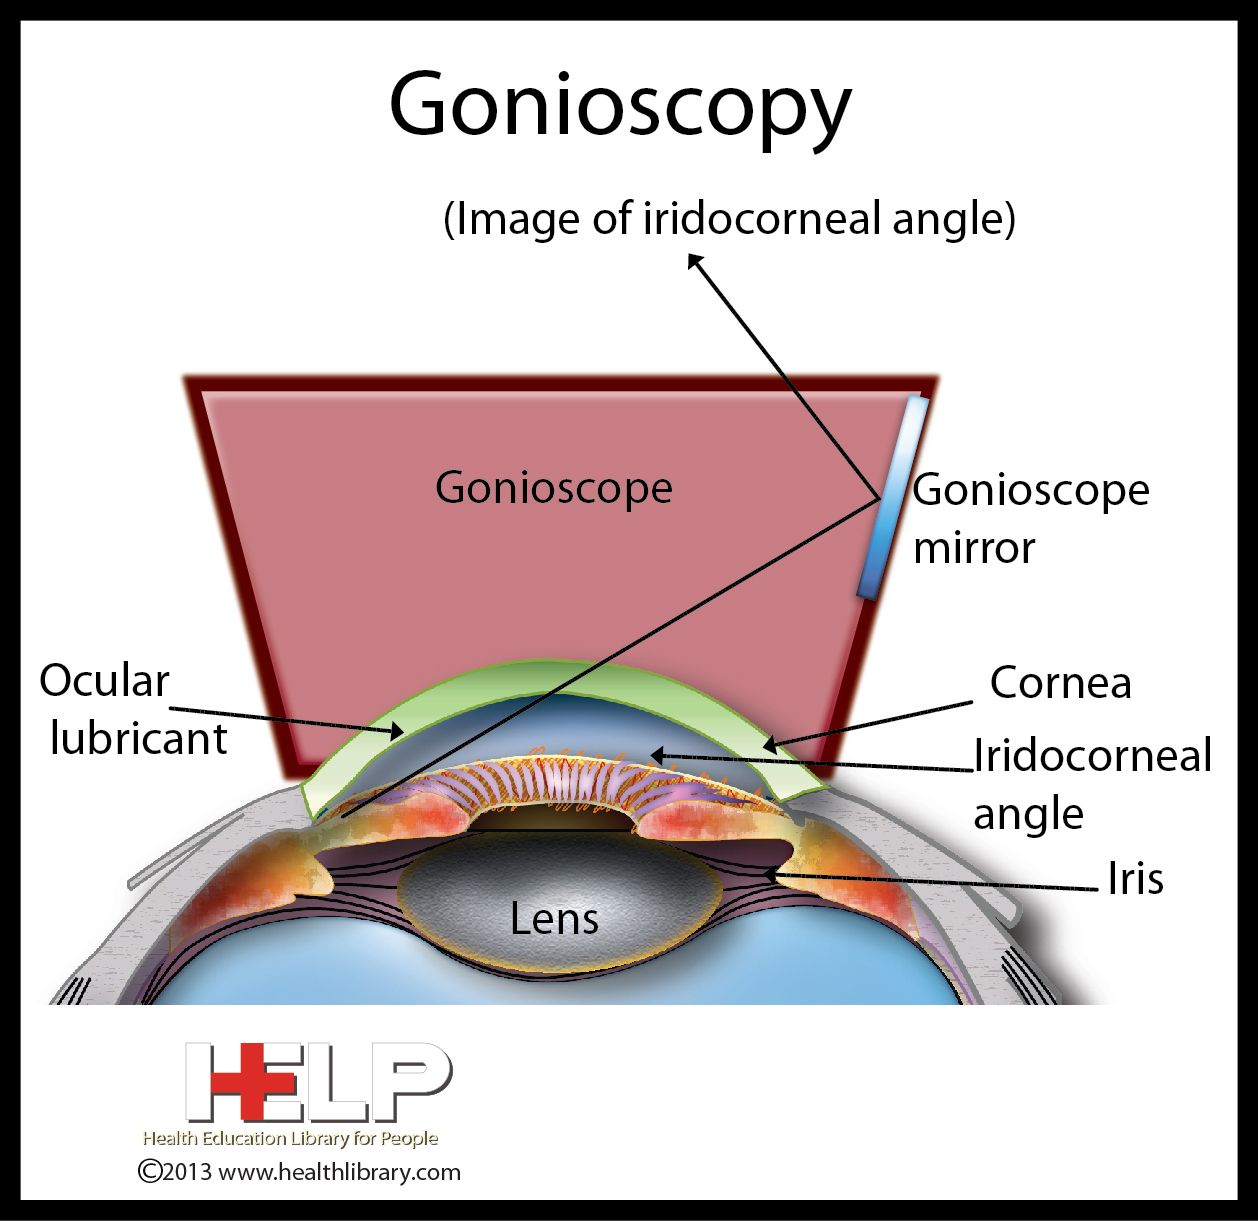 Gonioscopy
(Image of iridocorneal angle)
Gonioscope
Gonioscope
mirror
Ocular
lubricant
Cornea
Iridocorneal
angle
Iris
Lens
HELP
Health Education Library for People
©2013 www.healthlibrary.com